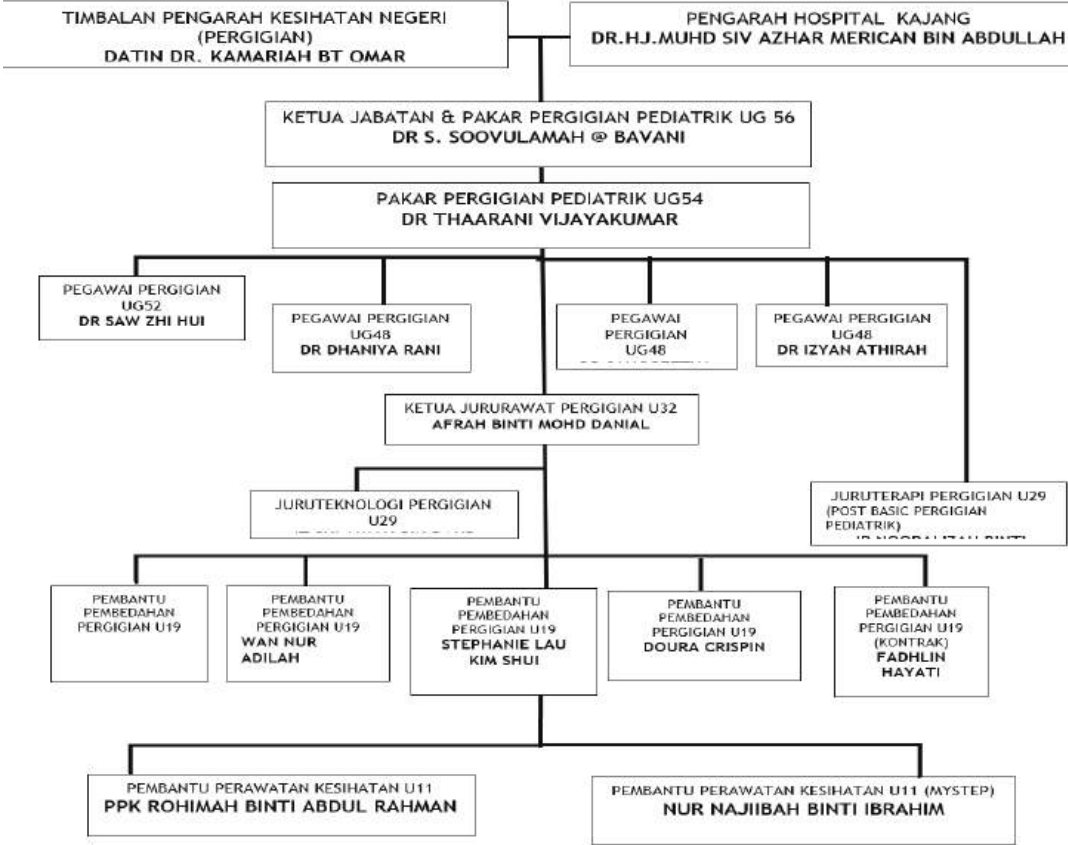 TIMBALAN PENGARAH KESIHATAN NEGERI
(PERGIGIAN)
DATIN DR. KAMARIAH BT OMAR
PENGARAH HOSPITAL KAJANG
DR.HJ.MUHD SIV AZHAR MERICAN BIN ABDULLAH
KETUA JABATAN & PAKAR PERGIGIAN PEDIATRIK UG 56
DR S. SOOVULAMAH @ BAVANI
PAKAR PERGIGIAN PEDIATRIK UG54
DR THAARANI VIJAYAKUMAR
PEGAWAI PERGIGIAN
UG52
DR SAW ZHI HUI
PEGAWAI PERGIGIAN
UG48
DR DHANIYA RANI
PEGAWAI
PERGIGIAN
UG48
PEGAWAI PERGIGIAN
UG48
DR IZYAN ATHIRAH
KETUA JURURAWAT PERGIGIAN U32
AFRAH BINTI MOHD DANIAL
JURUTEKNOLOGI PERGIGIAN
U29
JURUTERAPI PERGIGIAN U29
(POST BASIC PERGIGIAN
PEDIATRIK)
PEMBANTU
PEMBEDAHAN
PERGIGIAN U19
PEMBANTU
PEMBEDAHAN
PERGIGIAN U19
WAN NUR
ADILAH
PEMBANTU
PEMBEDAHAN
PERGIGIAN U19
STEPHANIE LAU
KIM SHUI
PEMBANTU
PEMBEDAHAN
PERGIGIAN U19
DOURA CRISPIN
PEMBANTU
PEMBEDAHAN
PERGIGIAN U19
(KONTRAK)
FADHLIN
HAYATI
PEMBANTU PERAWATAN KESIHATAN U11
PPK ROHIMAH BINTI ABDUL RAHMAN
PEMBANTU PERAWATAN KESIHATAN U11 (MYSTEP)
NUR NAJIIBAH BINTI IBRAHIM